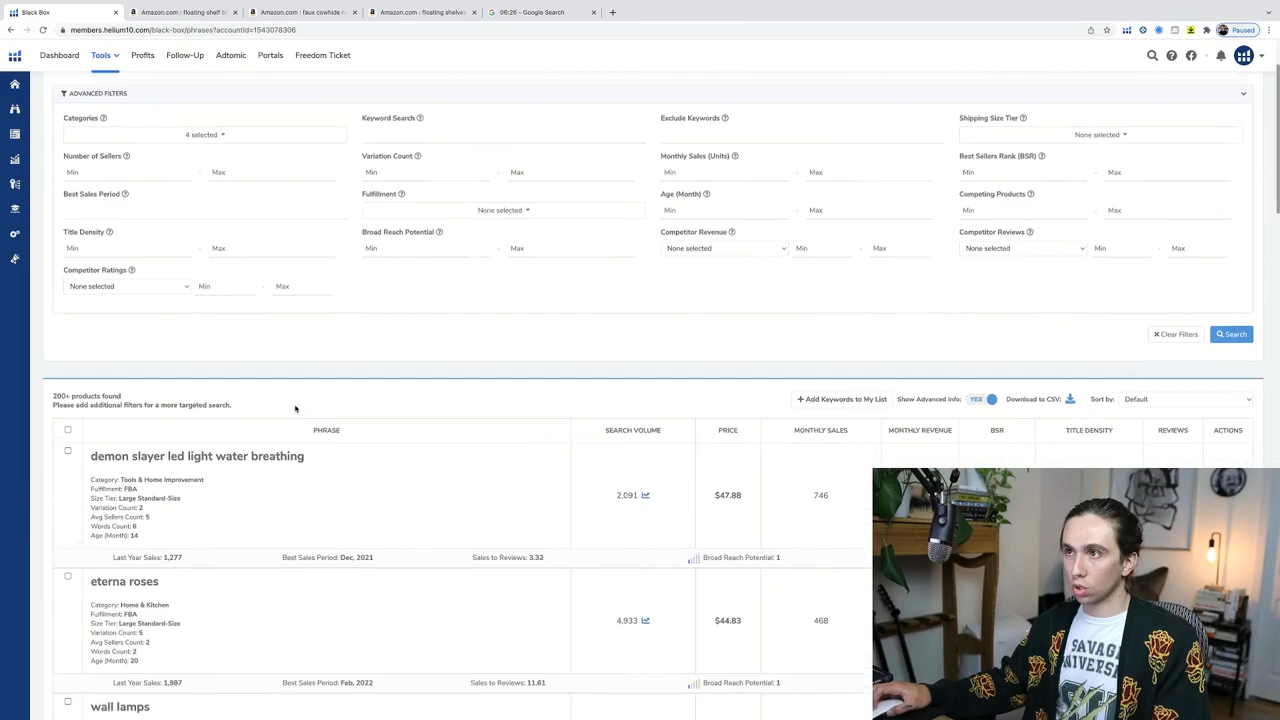 Black Box
Amazon.com : floating shelf b
Amazon.com : faux cowhide r
Amazon.com : floating shelves
06:26 - Google Search
members.helium10.com/black-box/phrases?accountId=1543078306
Paused
Dashboard Tools Profits Follow-Up Adtomic Portals Freedom Ticket
ADVANCED FILTERS
Categories Keyword Search Exclude Keywords Shipping Size Tier
4 selected None selected
Number of Sellers Variation Count Monthly Sales (Units) Best Sellers Rank (BSR)
Min - Max Min - Max Min - Max Min - Max
Best Sales Period Fulfillment Age (Month) Competing Products
None selected Min - Max Min - Max
Title Density Broad Reach Potential Competitor Revenue Competitor Reviews
Min - Max Min - Max None selected Min - Max None selected Min - Max
Competitor Ratings
None selected Min - Max
Clear Filters Search
200+ products found
Please add additional filters for a more targeted search.
+ Add Keywords to My List Show Advanced Info: YES Download to CSV: Sort by: Default
PHRASE SEARCH VOLUME PRICE MONTHLY SALES MONTHLY REVENUE BSR TITLE DENSITY REVIEWS ACTIONS
demon slayer led light water breathing
Category: Tools & Home Improvement
Fulfillment: FBA
Size Tier: Large Standard-Size
Variation Count: 2
Avg Sellers Count: 5
Words Count: 6
Age (Month): 14
2,091 $47.88 746
Last Year Sales: 1,277 Best Sales Period: Dec, 2021 Sales to Reviews: 3.32 Broad Reach Potential: 1
eterna roses
Category: Home & Kitchen
Fulfillment: FBA
Size Tier: Large Standard-Size
Variation Count: 5
Avg Sellers Count: 2
Words Count: 2
Age (Month): 20
4,933 $44.83 468
Last Year Sales: 1,987 Best Sales Period: Feb, 2022 Sales to Reviews: 11.61 Broad Reach Potential: 1
wall lamps
SAVAGE